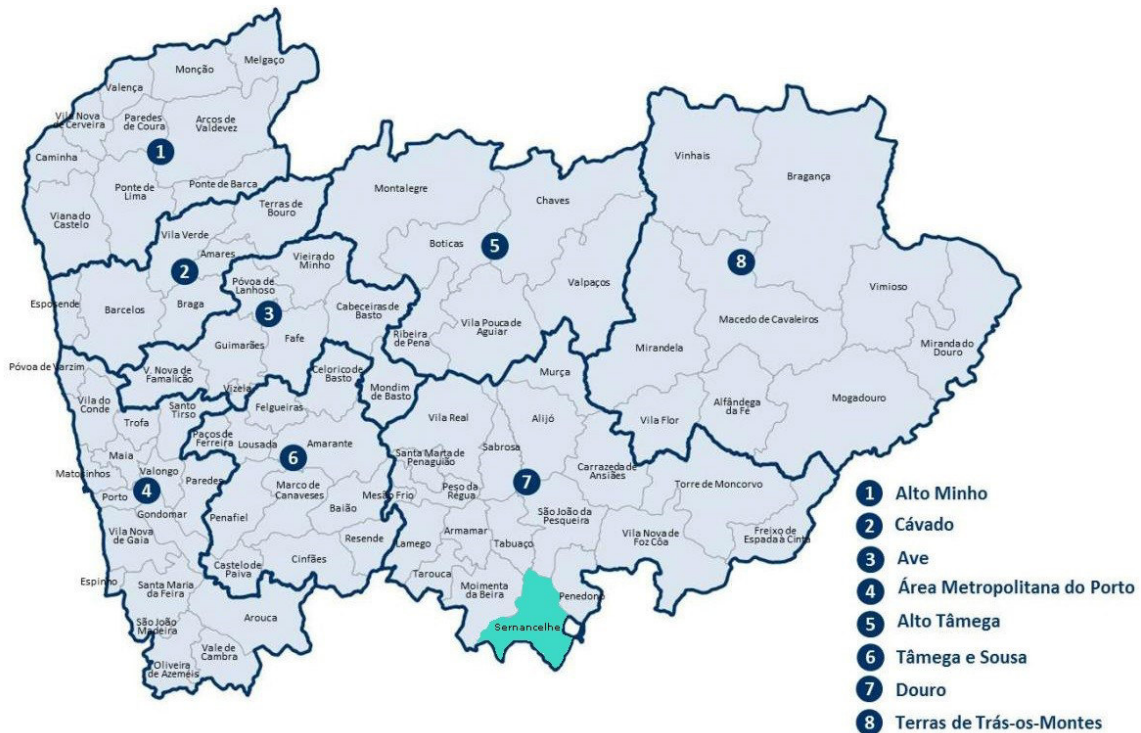 Melgaço
Monção
Valença
Vila Nova
de Cerveira
Paredes
de Coura
Arcos de
Valdevez
1
Caminha
Ponte de
Lima
Ponte de Barca
Viana do
Castelo
Terras de
Bouro
Vila Verde
Amares
2
Esposende
Barcelos
Braga
Vieira do
Minho
Póvoa de
Lanhoso
3
Cabeceiras de
Basto
Guimarães
Fafe
V. Nova de
Famalicão
Vizela
Montalegre
Chaves
Boticas
5
Valpaços
Vila Pouca de
Aguiar
Ribeira
de Pena
Vinhais
Bragança
8
Vimioso
Macedo de Cavaleiros
Miranda do
Douro
Mirandela
Mogadouro
Alfândega
da Fé
Vila Flor
Póvoa de Varzim
Vila do
Conde
Santo
Tirso
Trofa
Maia
Matosinhos
Valongo
4
Paredes
Porto
Gondomar
Vila Nova
de Gaia
Espinho
Santa Maria
da Feira
Arouca
São João
Madeira
Vale de
Cambra
Oliveira
de Azeméis
Celorico de
Basto
Mondim
de Basto
Felgueiras
Paços de
Ferreira
Lousada
Amarante
6
Marco de
Canaveses
Baião
Penafiel
Resende
Castelo de
Paiva
Cinfães
Murça
Vila Real
Alijó
Sabrosa
Santa Marta de
Penaguião
Carrazeda de
Ansiães
7
Mesão Frio
Peso da
Régua
São João da
Pesqueira
Torre de Moncorvo
Armamar
Lamego
Tabuaço
Vila Nova de
Foz Côa
Freixo de
Espada à Cinta
Tarouca
Moimenta
da Beira
Penedono
Sernancelhe
1 Alto Minho
2 Cávado
3 Ave
4 Área Metropolitana do Porto
5 Alto Tâmega
6 Tâmega e Sousa
7 Douro
8 Terras de Trás-os-Montes